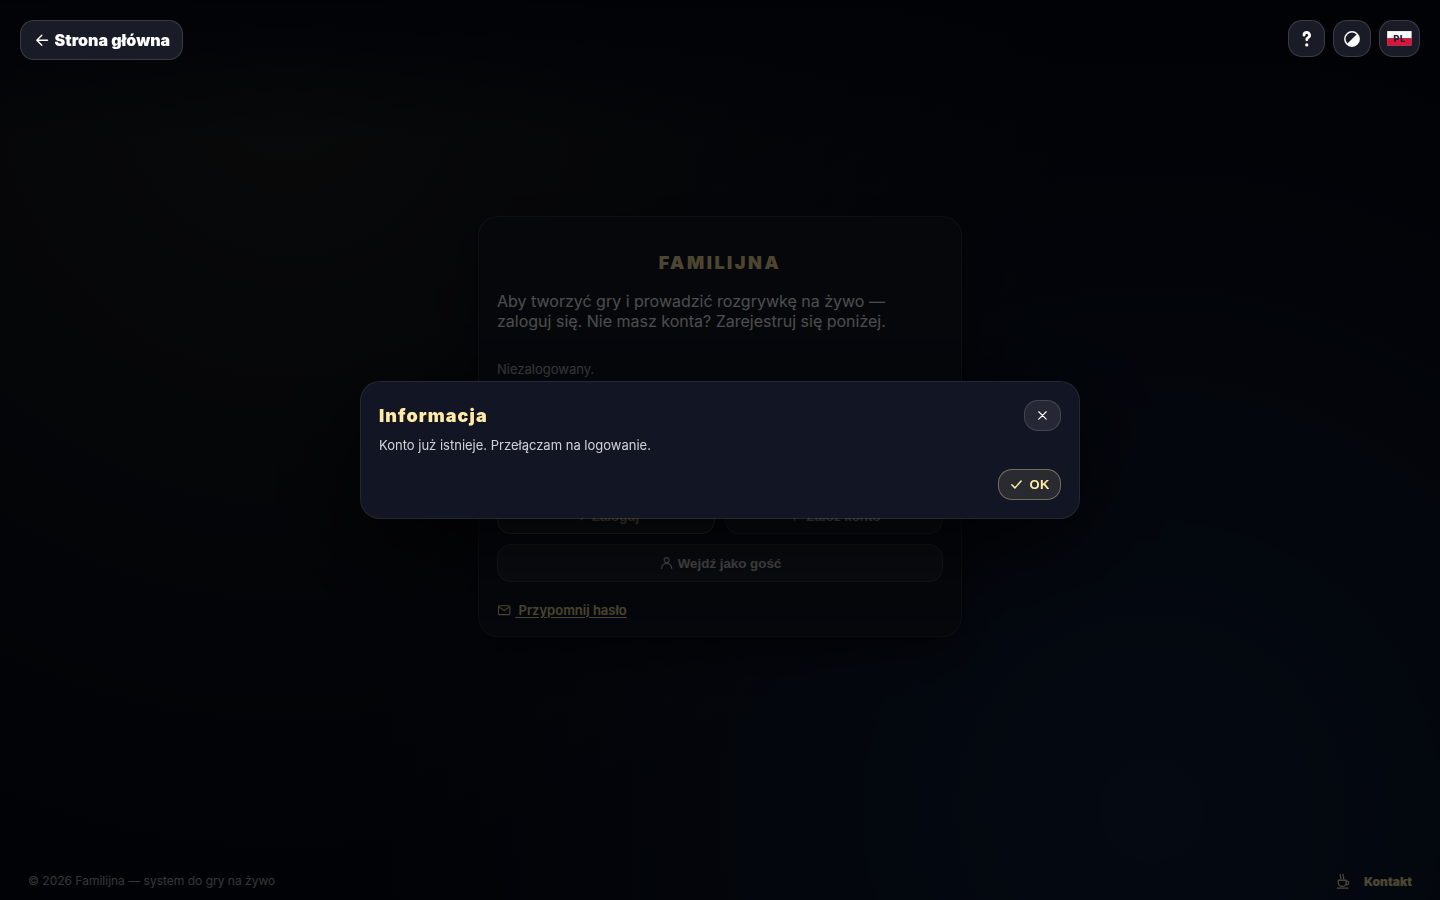 Strona główna
?
PL
FAMILIJNA
Aby tworzyć gry i prowadzić rozgrywkę na żywo —
zaloguj się. Nie masz konta? Zarejestruj się poniżej.
Niezalogowany.
Informacja
Konto już istnieje. Przełączam na logowanie.
OK
Wejdź jako gość
Przypomnij hasło
© 2026 Familijna — system do gry na żywo
Kontakt